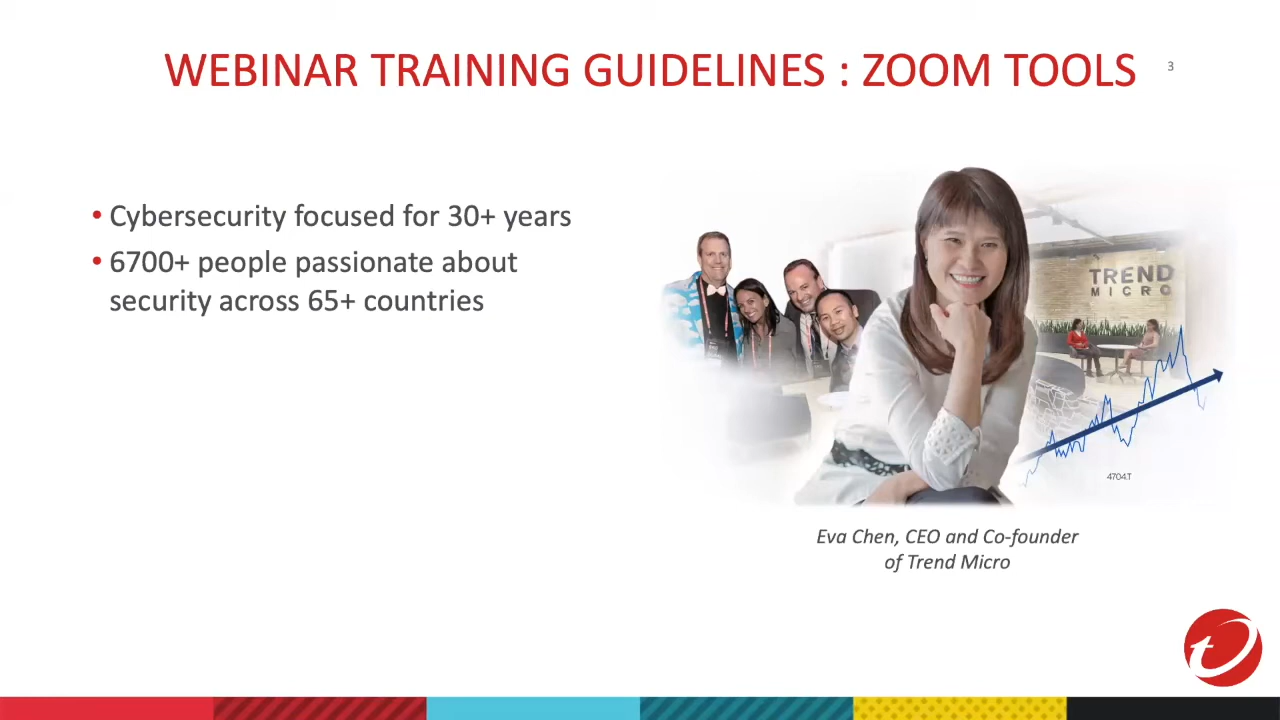 WEBINAR TRAINING GUIDELINES : ZOOM TOOLS
3
• Cybersecurity focused for 30+ years
• 6700+ people passionate about
security across 65+ countries
TREND
MICRO
4704.T
Eva Chen, CEO and Co-founder
of Trend Micro